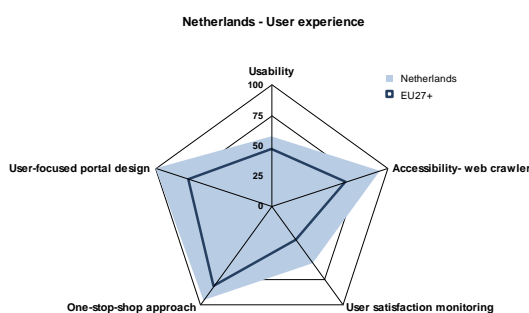 Netherlands - User experience
Usability
100
75
50
25
0
Netherlands
EU27+
User-focused portal design
Accessibility- web crawler
One-stop-shop approach
User satisfaction monitoring